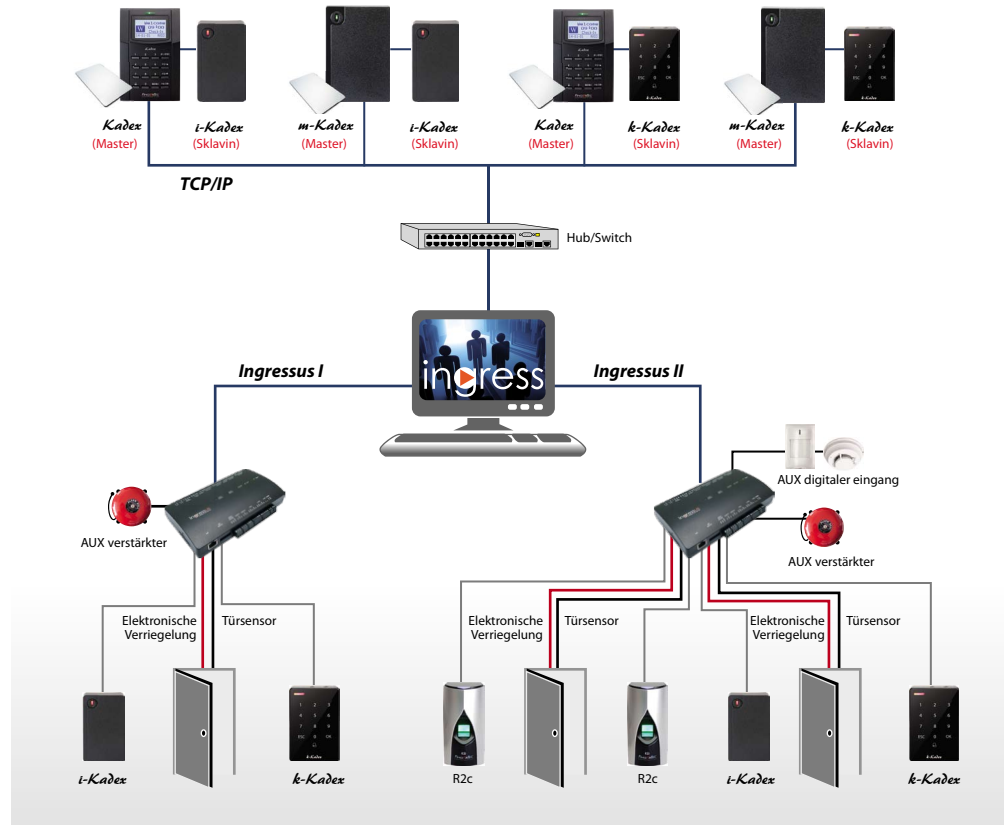 Kadex
(Master)
i-Kadex
(Sklavin)
m-Kadex
(Master)
i-Kadex
(Sklavin)
Kadex
(Master)
k-Kadex
(Sklavin)
m-Kadex
(Master)
k-Kadex
(Sklavin)
TCP/IP
Hub/Switch
ingress
Ingressus I
Ingressus II
AUX digitaler eingang
AUX verstärkter
AUX verstärkter
Elektronische
Verriegelung
Türsensor
Elektronische
Verriegelung
Türsensor
Elektronische
Verriegelung
Türsensor
i-Kadex
k-Kadex
R2c
R2c
i-Kadex
k-Kadex